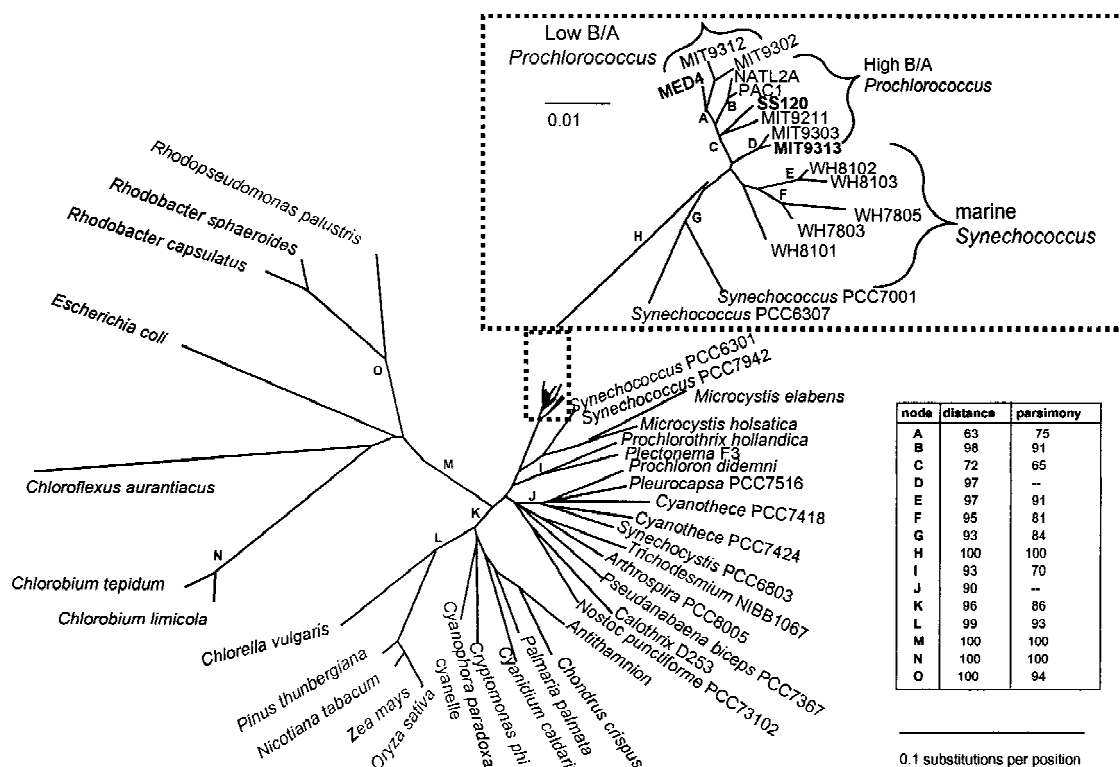 Low B/A
Prochlorococcus
MIT9312
MIT9302
MED4
NATL2A
PAC1
SS120
MIT9211
MIT9303
MIT9313
High B/A
Prochlorococcus
0.01
A
B
C
D
E
F
G
H
WH8102
WH8103
WH7805
WH7803
WH8101
marine
Synechococcus
Synechococcus PCC7001
Synechococcus PCC6307
Rhodopseudomonas palustris
Rhodobacter sphaeroides
Rhodobacter capsulatus
Escherichia coli
O
Chloroflexus aurantiacus
M
N
Chlorobium tepidum
Chlorobium limicola
Synechococcus PCC6301
Synechococcus PCC7942
Microcystis elabens
Microcystis holsatica
Prochlorothrix hollandica
Plectonema F3
Prochloron didemni
Pleurocapsa PCC7516
Cyanothece PCC7418
Cyanothece PCC7424
Synechocystis PCC6803
Trichodesmium NIBB1067
Arthrospira PCC8005
Pseudanabaena biceps PCC7367
Calothrix D253
Nostoc punctiforme PCC73102
Antithamnion
Chondrus crispus
Palmaria palmata
Cyanidium caldari
Cryptomonas phi
Cyanophora paradoxa
cyanelle
Oryza sativa
Zea mays
Nicotiana tabacum
Pinus thunbergiana
Chlorella vulgaris
I
J
K
L
node distance parsimony
A 63 75
B 98 91
C 72 65
D 97 --
E 97 91
F 95 81
G 93 84
H 100 100
I 93 70
J 90 --
K 96 86
L 99 93
M 100 100
N 100 100
O 100 94
0.1 substitutions per position